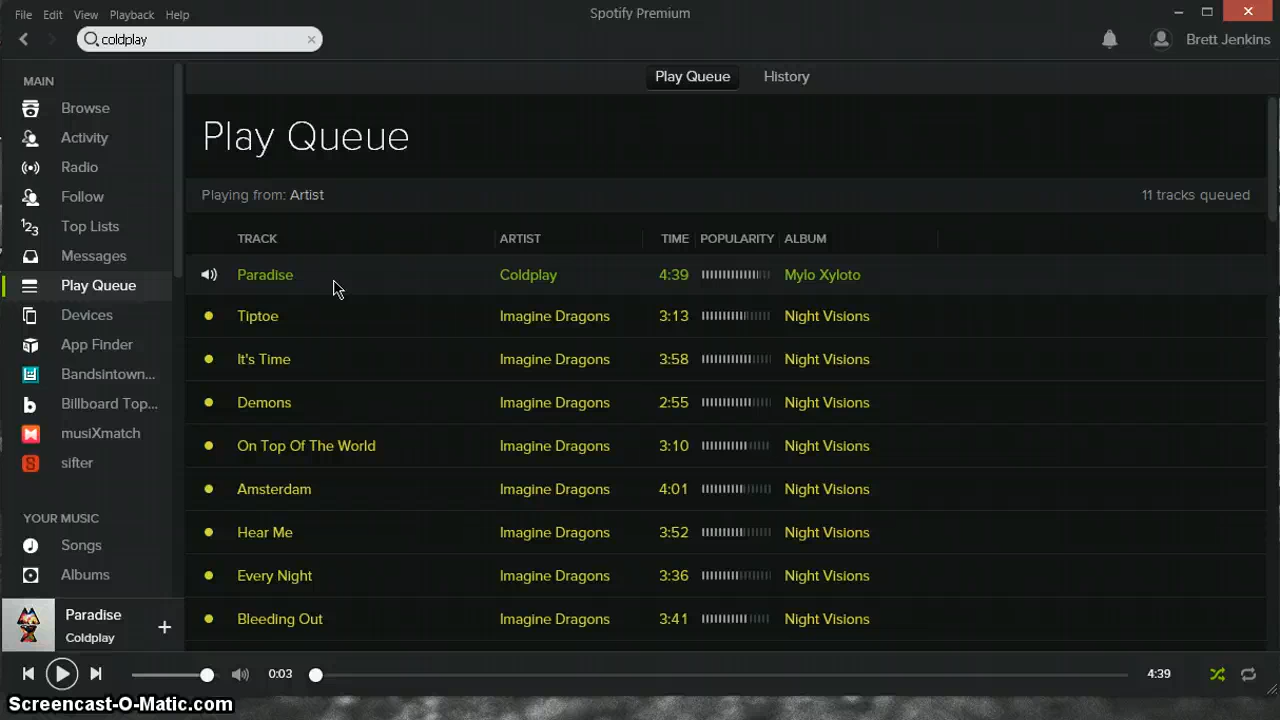 File Edit View Playback Help
Spotify Premium
coldplay
Brett Jenkins
MAIN
Browse
Activity
Radio
Follow
Top Lists
Messages
Play Queue
Devices
App Finder
Bandsintown...
Billboard Top...
musiXmatch
sifter
YOUR MUSIC
Songs
Albums
Paradise
Coldplay
Play Queue History
Play Queue
Playing from: Artist 11 tracks queued
TRACK ARTIST TIME POPULARITY ALBUM
Paradise Coldplay 4:39 Mylo Xyloto
Tiptoe Imagine Dragons 3:13 Night Visions
It's Time Imagine Dragons 3:58 Night Visions
Demons Imagine Dragons 2:55 Night Visions
On Top Of The World Imagine Dragons 3:10 Night Visions
Amsterdam Imagine Dragons 4:01 Night Visions
Hear Me Imagine Dragons 3:52 Night Visions
Every Night Imagine Dragons 3:36 Night Visions
Bleeding Out Imagine Dragons 3:41 Night Visions
0:03 4:39
Screencast-O-Matic.com